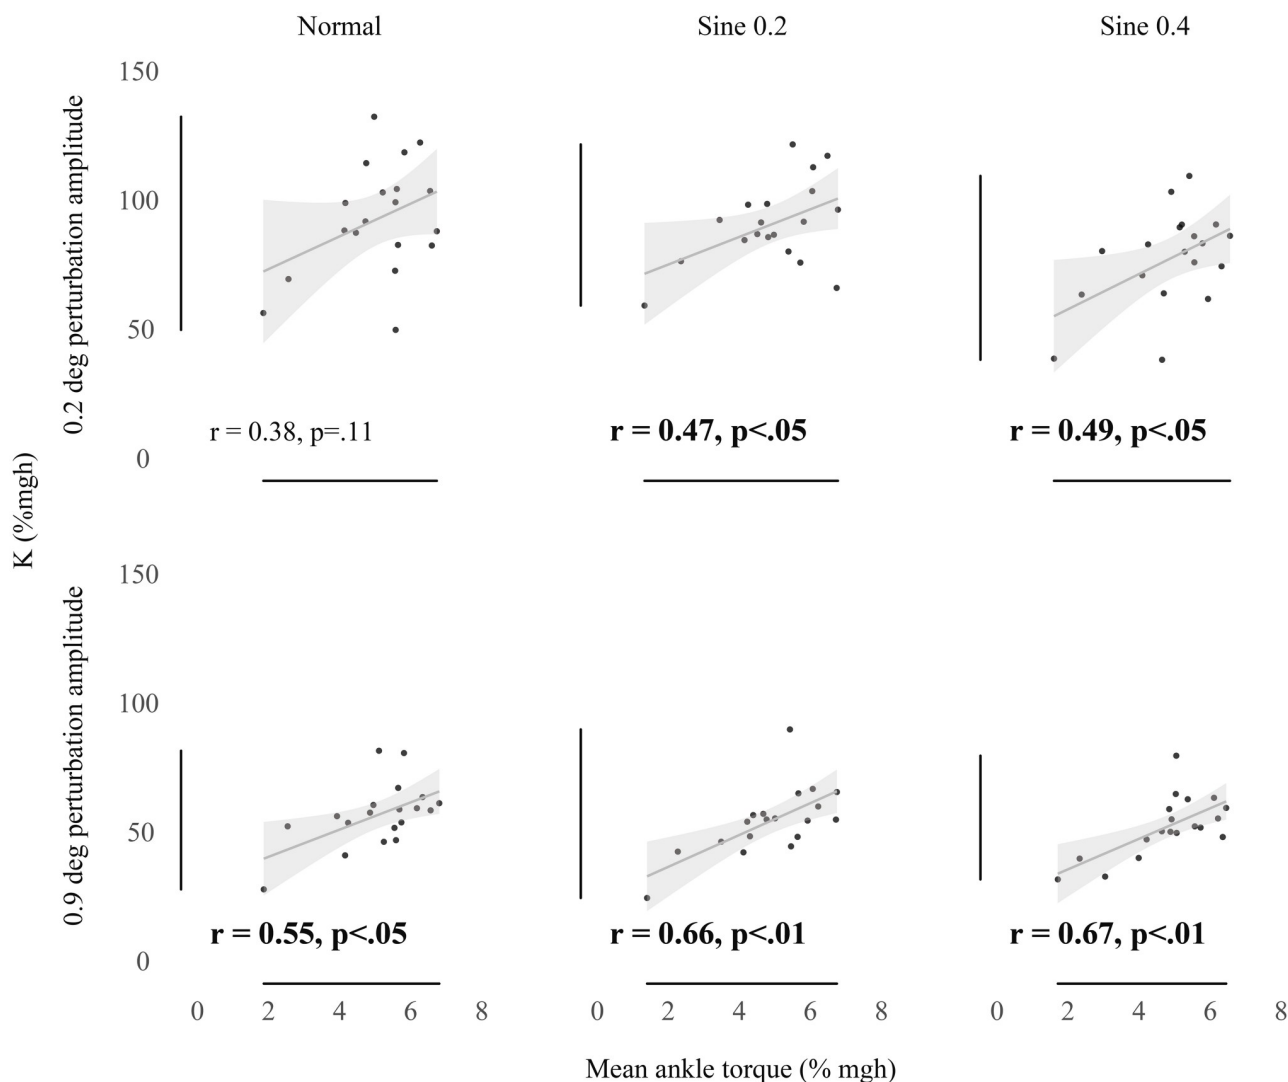 Normal Sine 0.2 Sine 0.4
0.2 deg perturbation amplitude
150
100
50
0
r = 0.38, p=.11 r = 0.47, p<.05 r = 0.49, p<.05
K (%mgh)
0.9 deg perturbation amplitude
150
100
50
0
r = 0.55, p<.05 r = 0.66, p<.01 r = 0.67, p<.01
0 2 4 6 8 0 2 4 6 8 0 2 4 6 8
Mean ankle torque (% mgh)